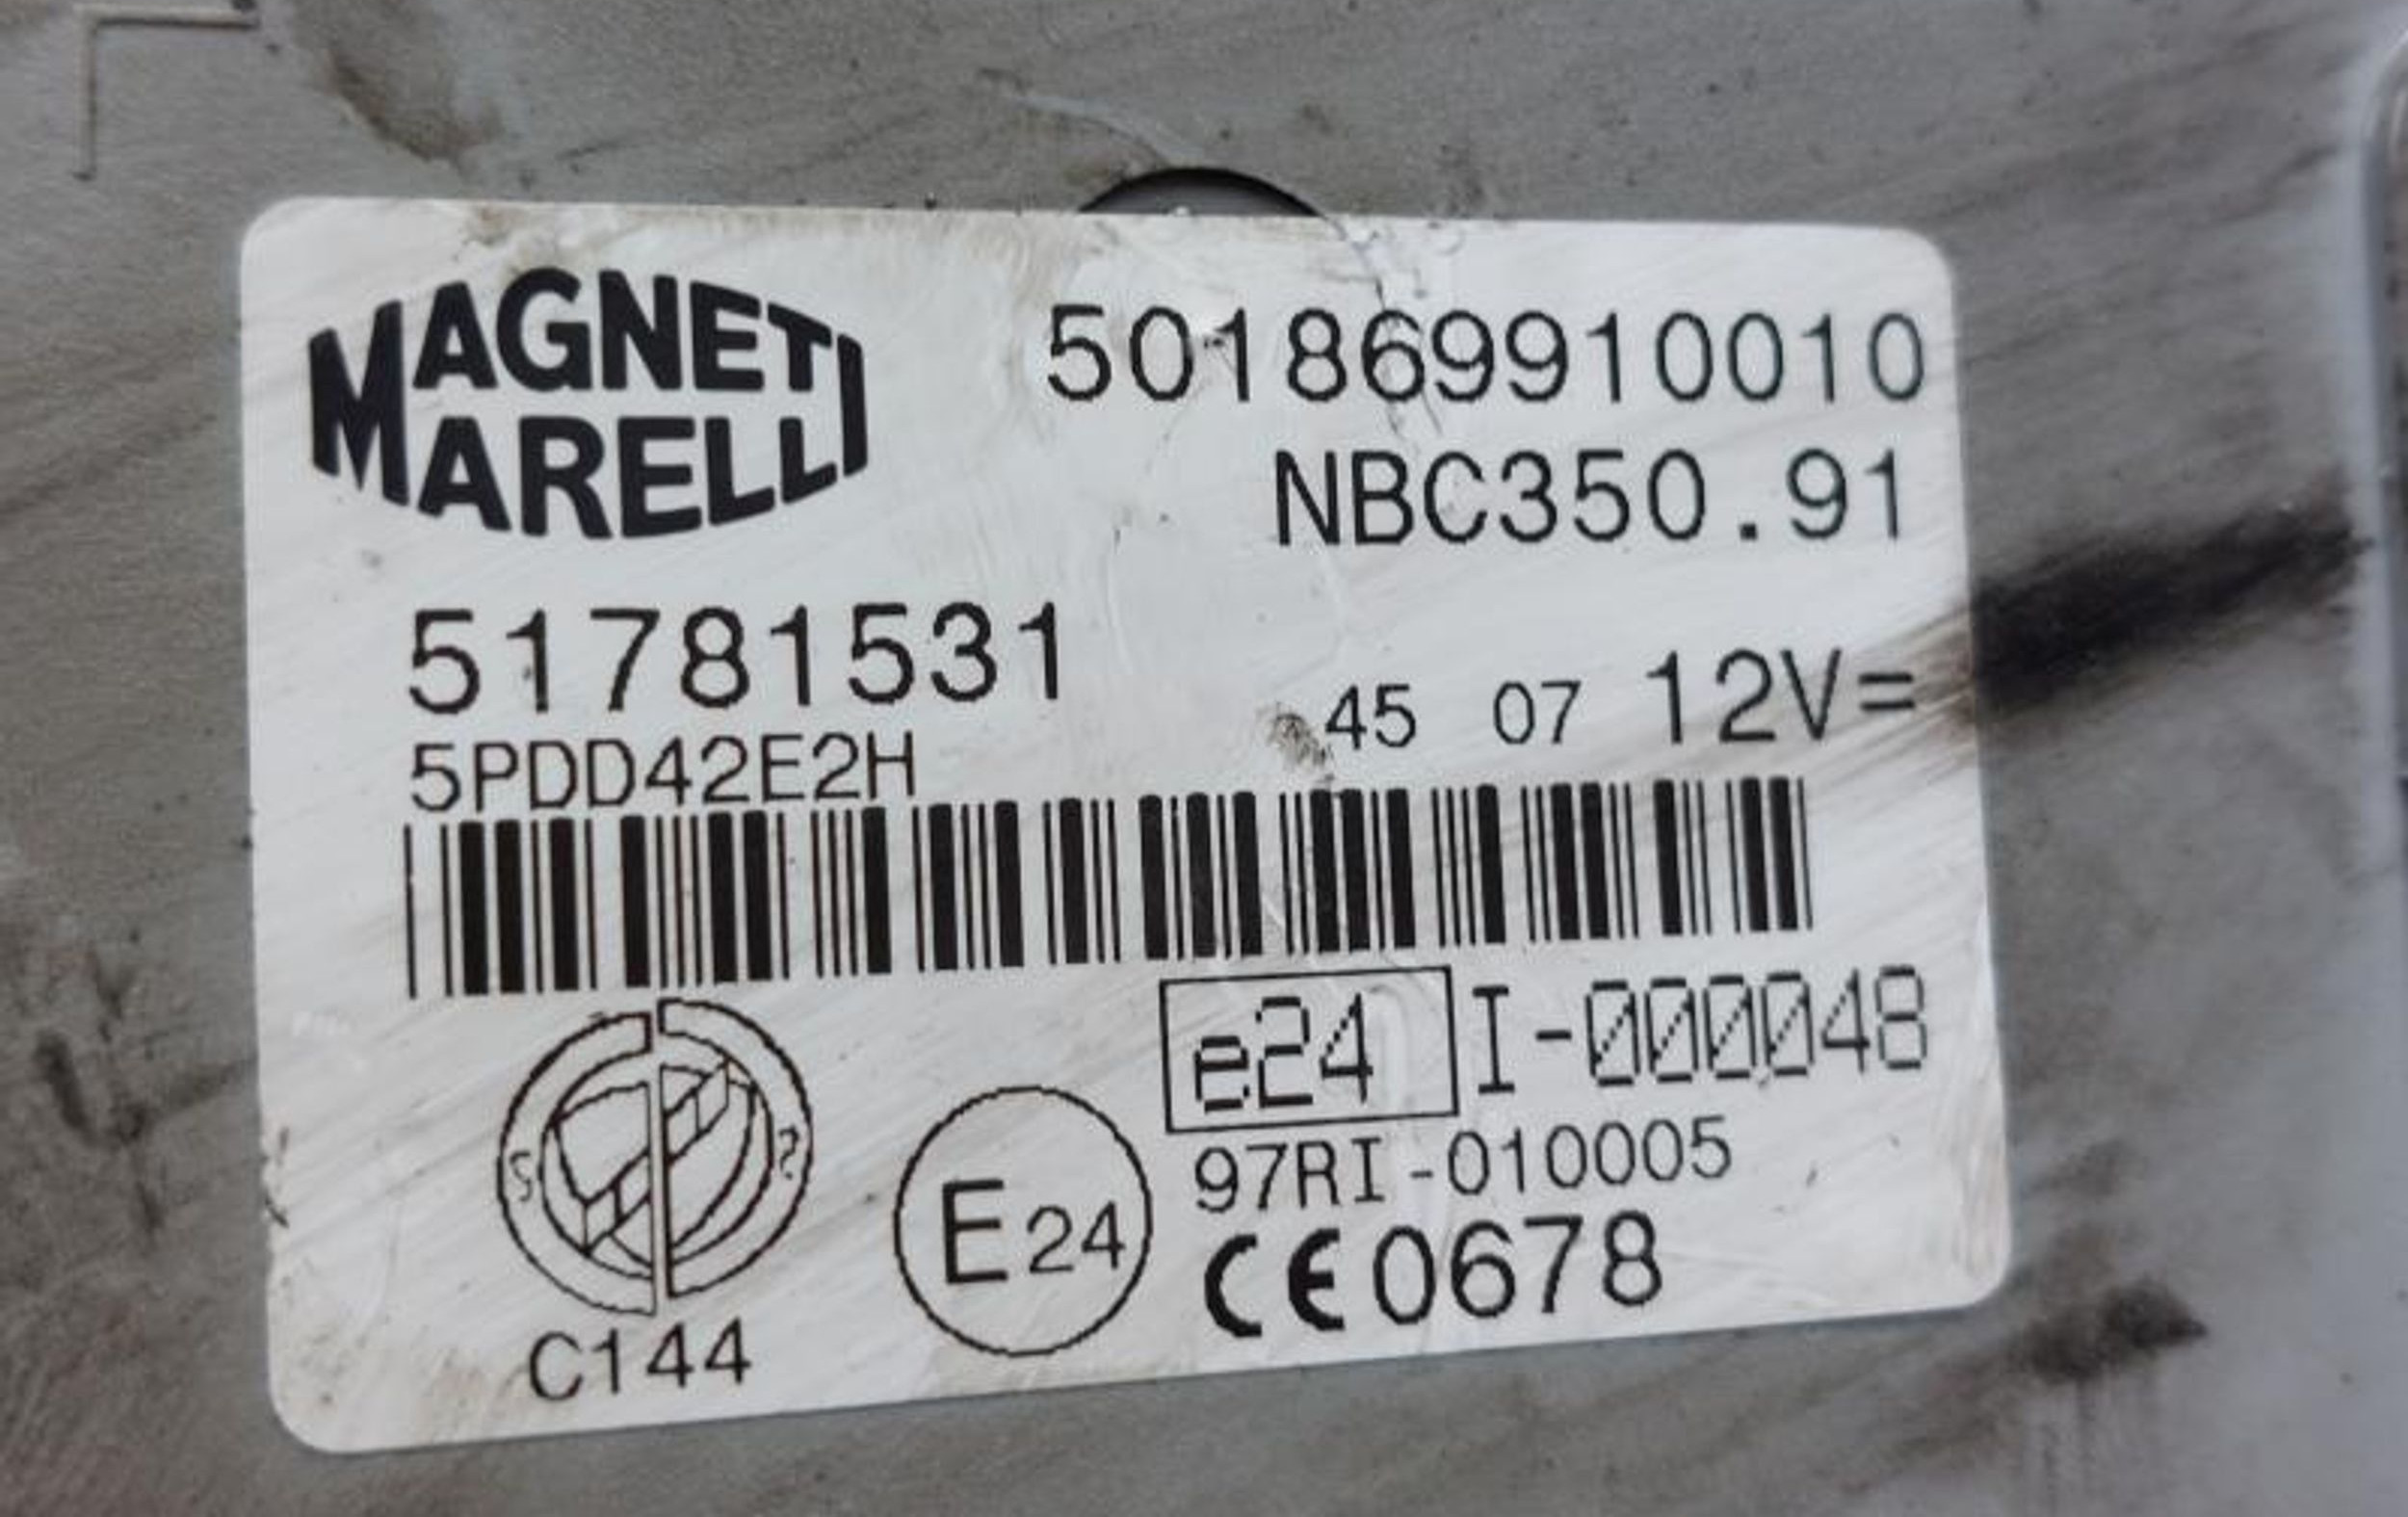 MAGNETI
MARELLI
501869910010
NBC350.91
51781531
45 07 12V=
5PDD42E2H
e24 I-000048
97RI-010005
E24
CE0678
C144